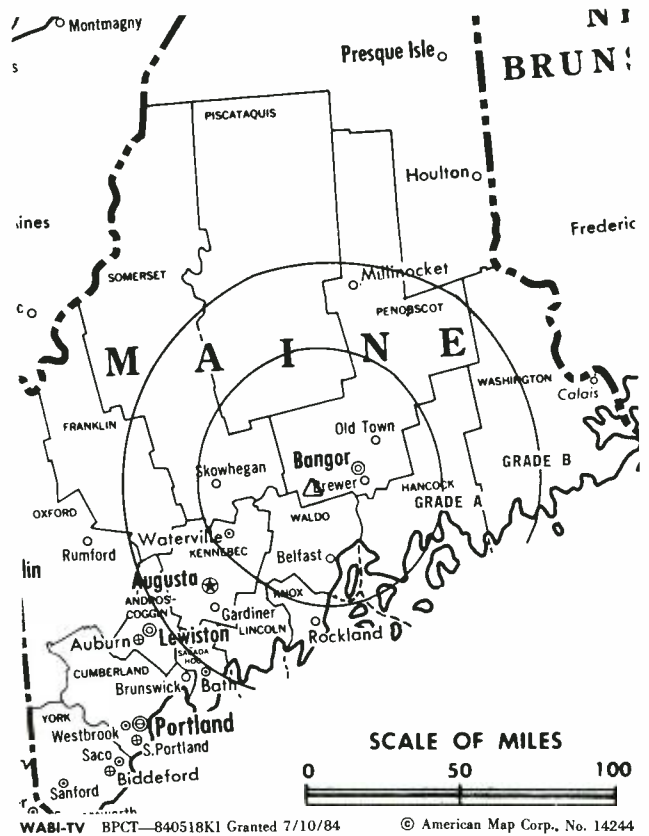 Montmagny
N I
Presque Isle
BRUNS
s
PISCATAQUIS
Houlton
ines
Frederic
SOMERSET
Millinocket
c
PENOBSCOT
M A I N E
WASHINGTON
Calais
FRANKLIN
Old Town
Bangor
GRADE B
Skowhegan
Brewer
HANCOCK
GRADE A
OXFORD
WALDO
Waterville
KENNEBEC
Rumford
Belfast
lin
Augusta
KNOX
ANDROS-
COGGIN
Gardiner
LINCOLN
Rockland
Auburn
Lewiston
SAGADA
HOC
CUMBERLAND
Brunswick
Bath
YORK
Portland
Westbrook
S.Portland
Saco
Biddeford
Sanford
SCALE OF MILES
0 50 100
WABI-TV BPCT—840518K1 Granted 7/10/84 © American Map Corp., No. 14244